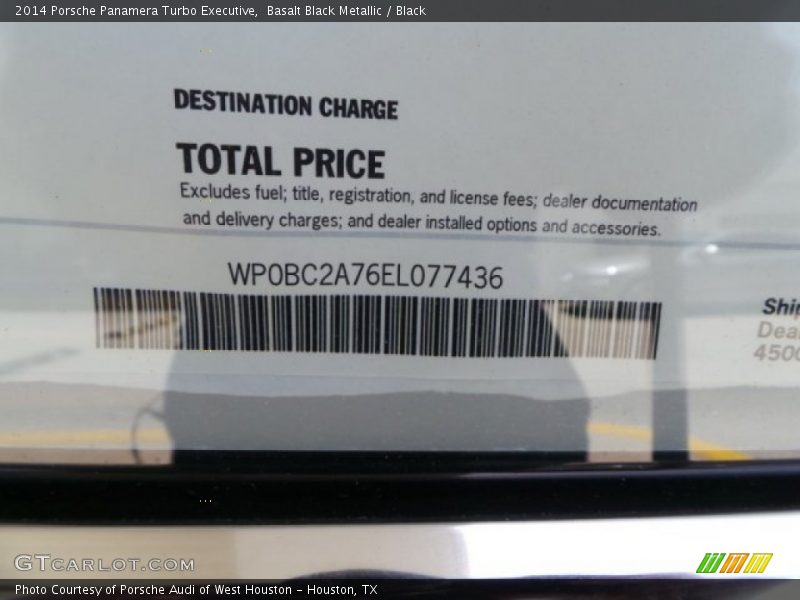 2014 Porsche Panamera Turbo Executive,  Basalt Black Metallic / Black
DESTINATION CHARGE
TOTAL PRICE
Excludes fuel; title, registration, and license fees; dealer documentation
and delivery charges; and dealer installed options and accessories.
WP0BC2A76EL077436
Ship
Deal
4500
GTCARLOT.COM
Photo Courtesy of Porsche Audi of West Houston – Houston, TX